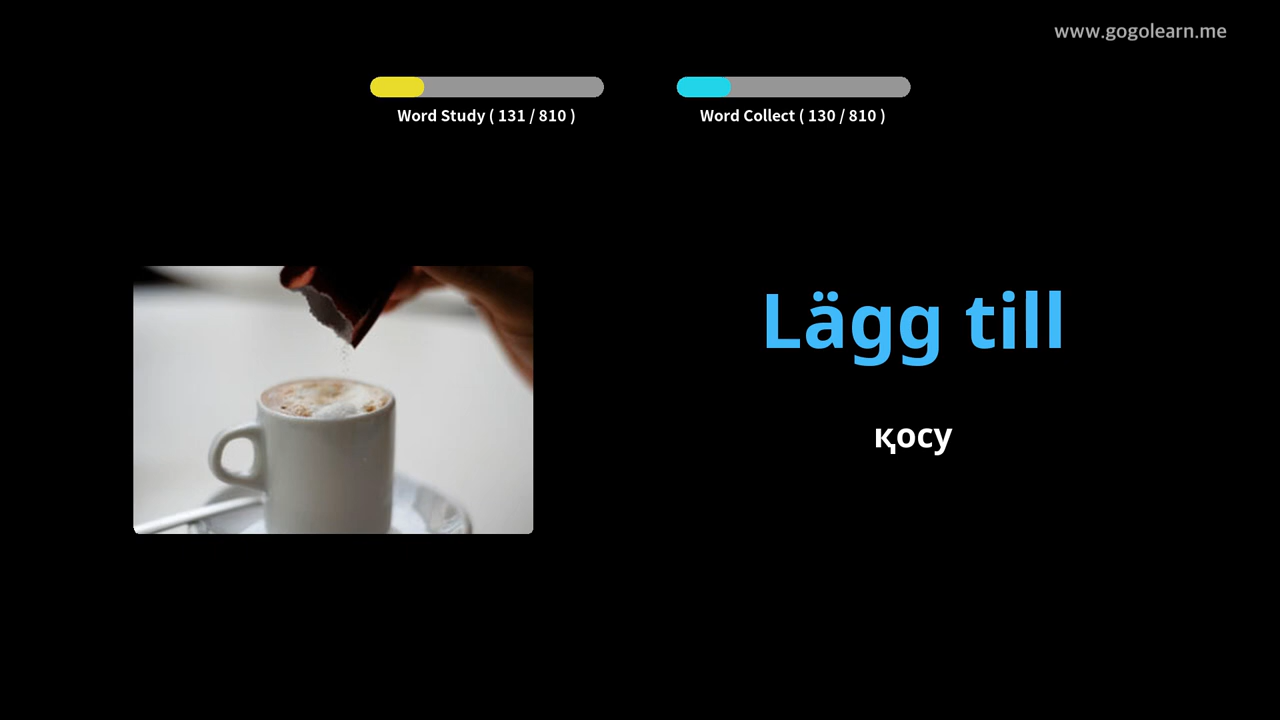 www.gogolearn.me
Word Study ( 131 / 810 )
Word Collect ( 130 / 810 )
Lägg till
қосу